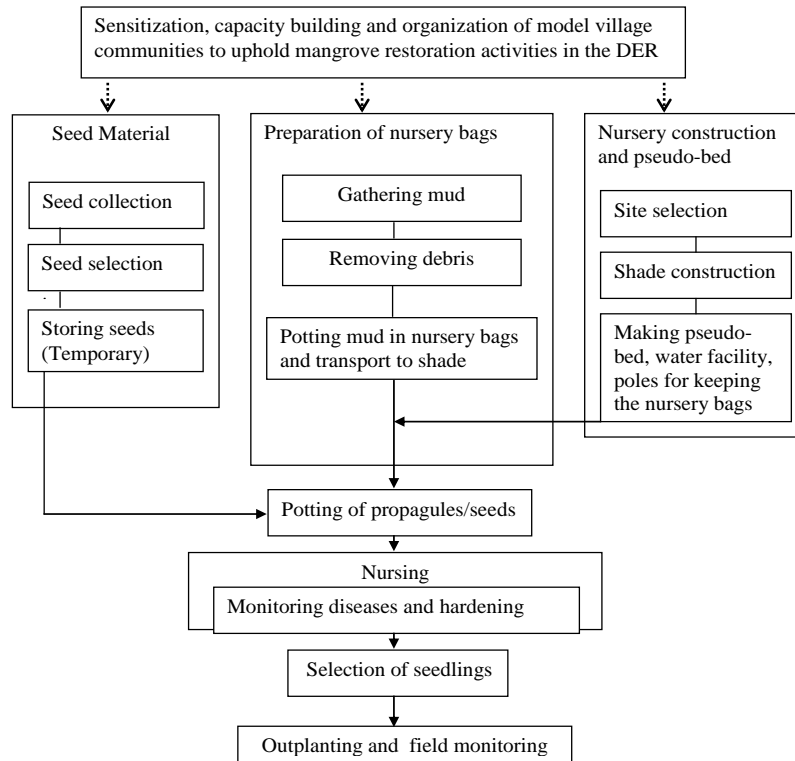 Sensitization, capacity building and organization of model village
communities to uphold mangrove restoration activities in the DER
Seed Material
Seed collection
Seed selection
Storing seeds
(Temporary)
Preparation of nursery bags
Gathering mud
Removing debris
Potting mud in nursery bags
and transport to shade
Nursery construction
and pseudo-bed
Site selection
Shade construction
Making pseudo-
bed, water facility,
poles for keeping
the nursery bags
Potting of propagules/seeds
Nursing
Monitoring diseases and hardening
Selection of seedlings
Outplanting and field monitoring